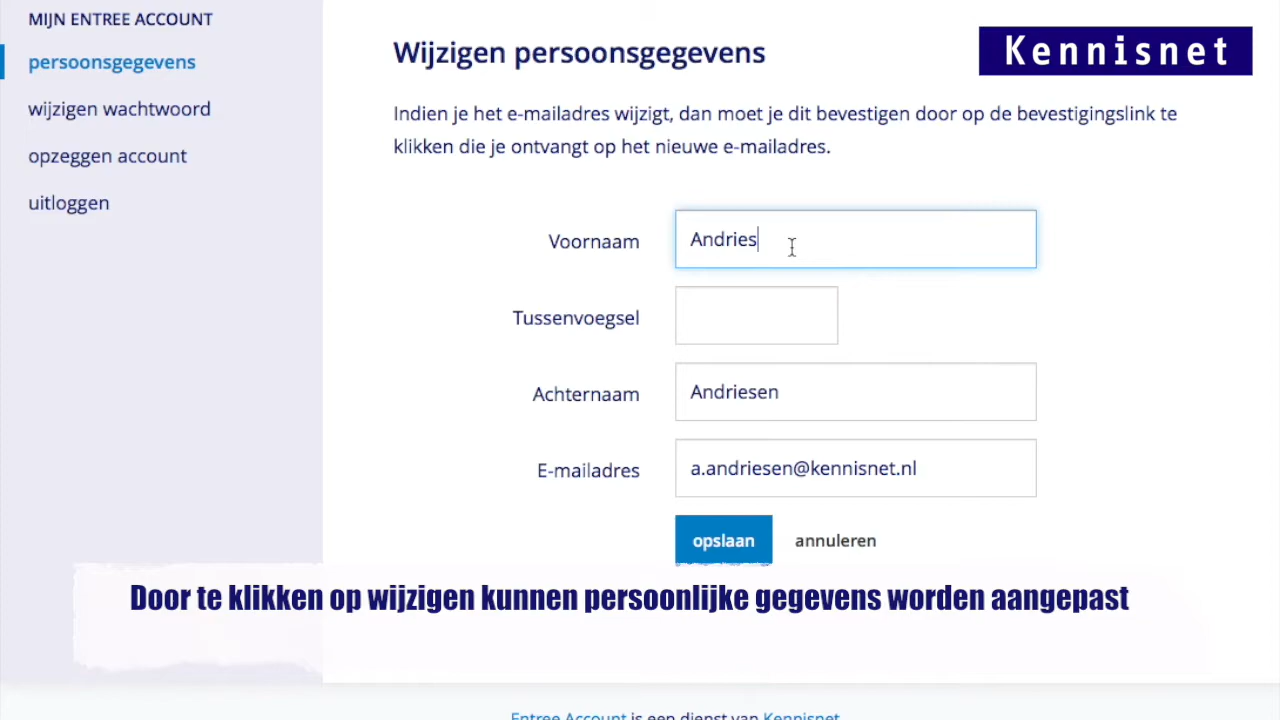 MIJN ENTREE ACCOUNT
persoonsgegevens
wijzigen wachtwoord
opzeggen account
uitloggen
Wijzigen persoonsgegevens
Kennisnet
Indien je het e-mailadres wijzigt, dan moet je dit bevestigen door op de bevestigingslink te
klikken die je ontvangt op het nieuwe e-mailadres.
Voornaam Andries
Tussenvoegsel
Achternaam Andriesen
E-mailadres a.andriesen@kennisnet.nl
opslaan annuleren
Door te klikken op wijzigen kunnen persoonlijke gegevens worden aangepast
Entree Account is een dienst van Kennisnet